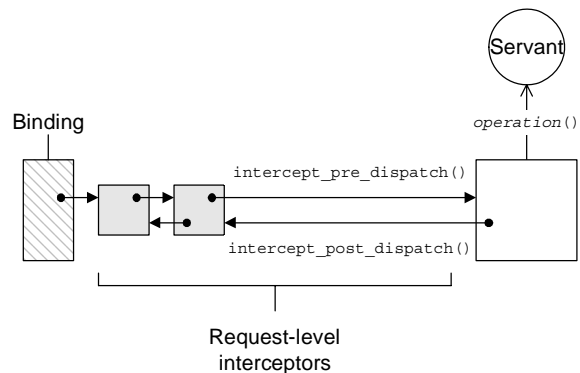 Servant
operation()
Binding
intercept_pre_dispatch()
intercept_post_dispatch()
Request-level
interceptors